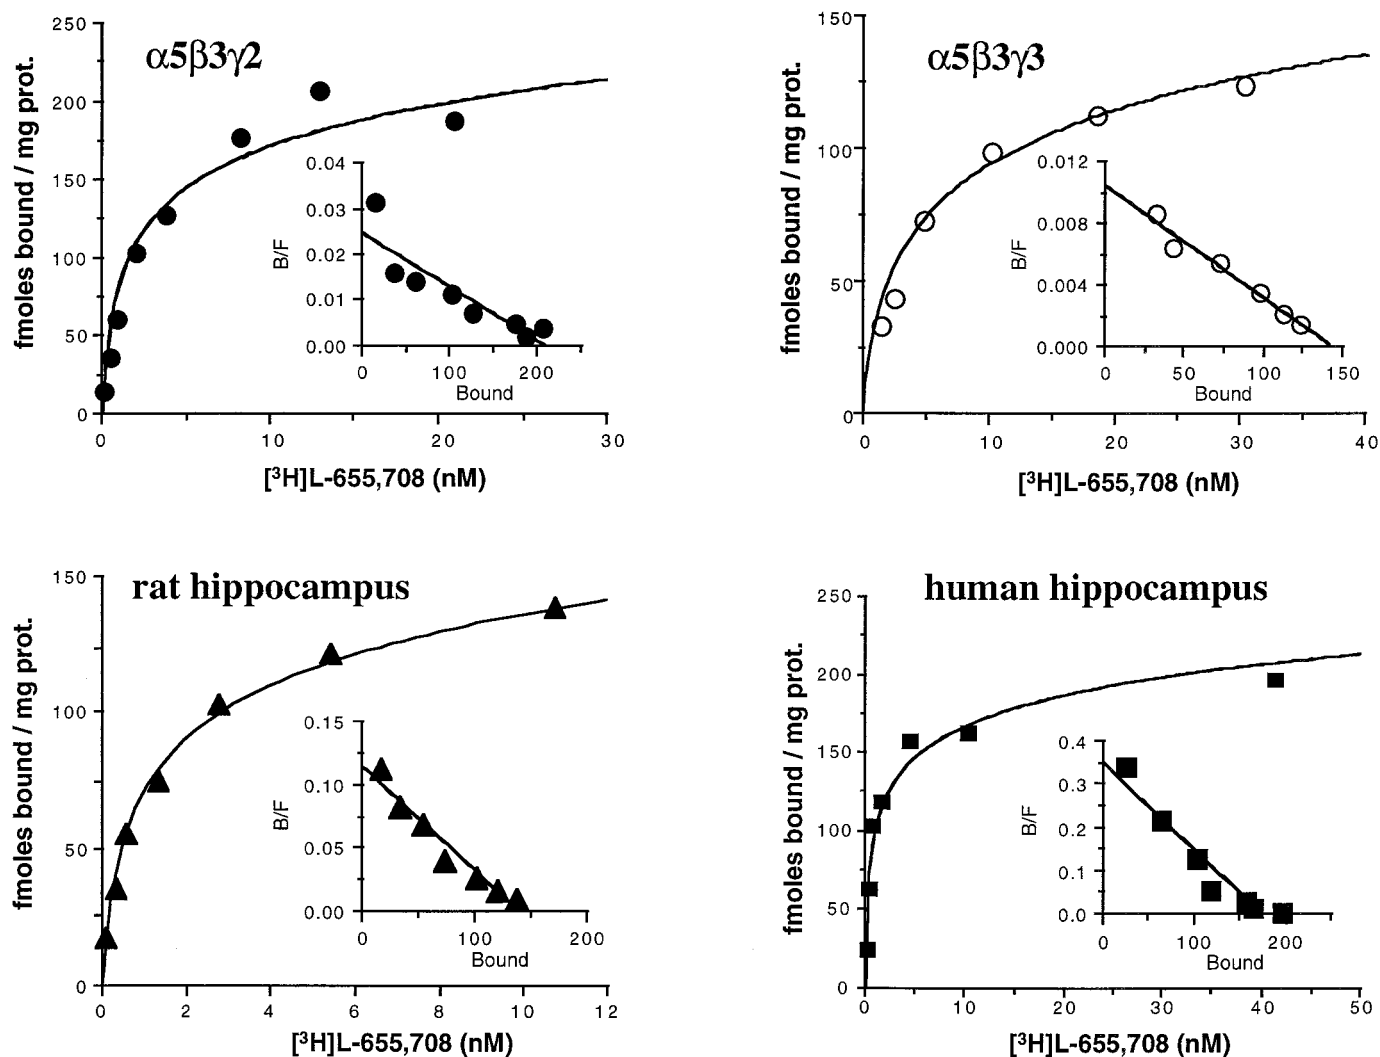 α5β3γ2
fmoles bound / mg prot.
250
200
150
100
50
0
0 10 20 30
[³H]L-655,708 (nM)
B/F
0.04
0.03
0.02
0.01
0.00
0 100 200
Bound
α5β3γ3
fmoles bound / mg prot.
150
100
50
0
0 10 20 30 40
[³H]L-655,708 (nM)
B/F
0.012
0.008
0.004
0.000
0 50 100 150
Bound
rat hippocampus
fmoles bound / mg prot.
150
100
50
0
0 2 4 6 8 10 12
[³H]L-655,708 (nM)
B/F
0.15
0.10
0.05
0.00
0 100 200
Bound
human hippocampus
fmoles bound / mg prot.
250
200
150
100
50
0
0 10 20 30 40 50
[³H]L-655,708 (nM)
B/F
0.4
0.3
0.2
0.1
0.0
0 100 200
Bound